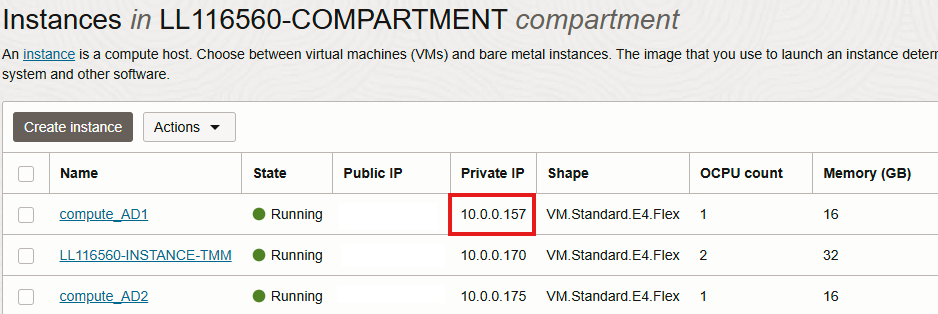 Instances in LL116560-COMPARTMENT compartment
An instance is a compute host. Choose between virtual machines (VMs) and bare metal instances. The image that you use to launch an instance deter
system and other software.
Create instance Actions
Name State Public IP Private IP Shape OCPU count Memory (GB)
compute_AD1 Running 10.0.0.157 VM.Standard.E4.Flex 1 16
LL116560-INSTANCE-TMM Running 10.0.0.170 VM.Standard.E4.Flex 2 32
compute_AD2 Running 10.0.0.175 VM.Standard.E4.Flex 1 16